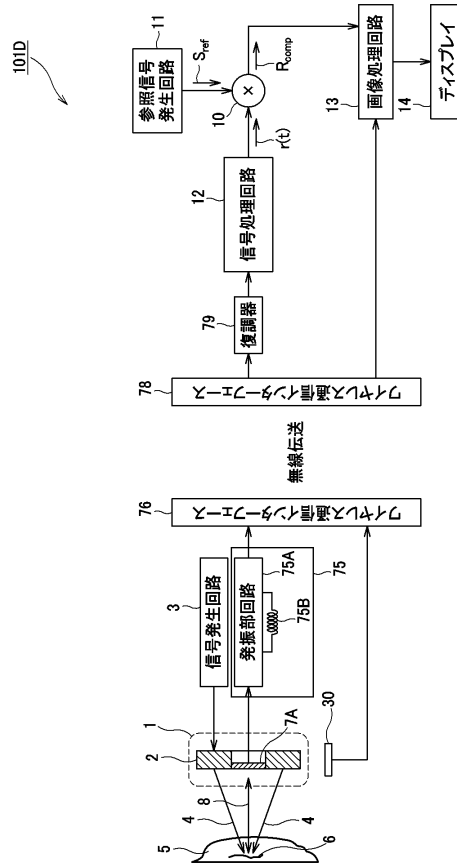 101D
参照信号
発生回路
11
Sref
10
×
Rcomp
r(t)
12
信号処理回路
79
復調器
13
画像処理回路
14
ディスプレイ
78
ワイヤレス通信インターフェース
無線伝送
76
ワイヤレス通信インターフェース
3
信号発生回路
発振部回路
75A
75B
75
1
2
7A
30
4
8
4
5
6